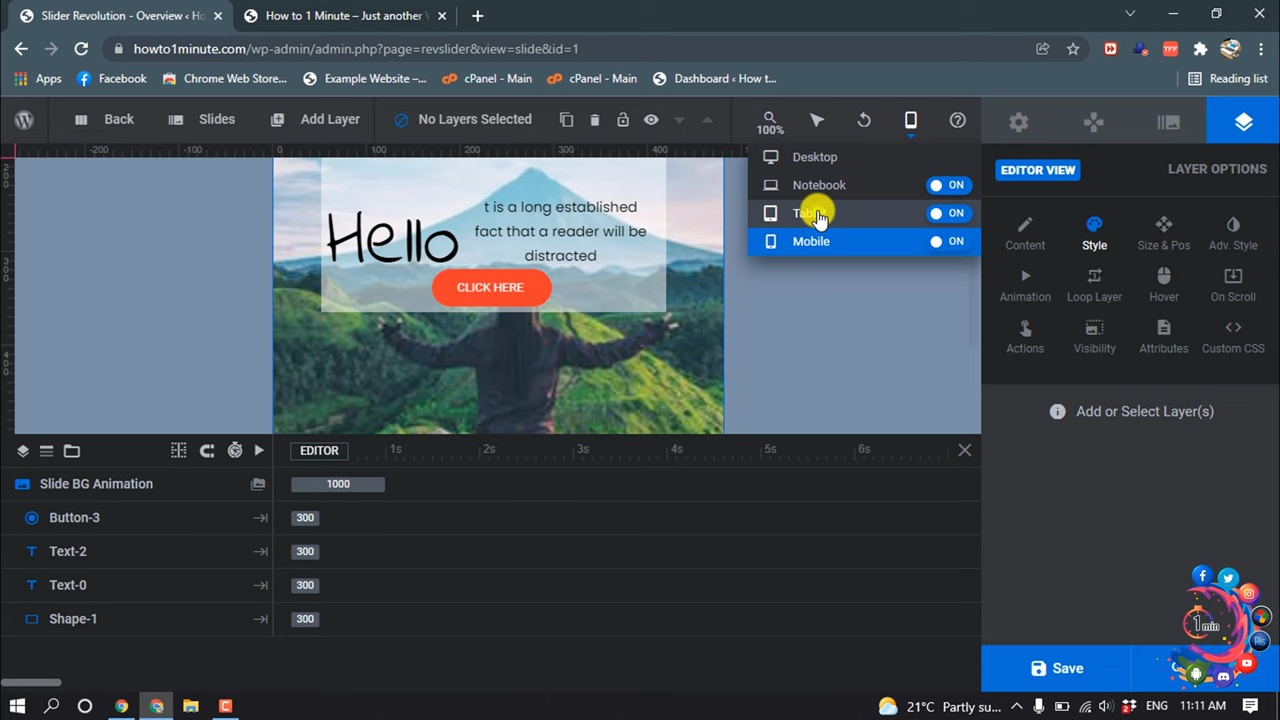 Slider Revolution - Overview ‹ Ho
How to 1 Minute – Just another W
howto1minute.com/wp-admin/admin.php?page=revslider&view=slide&id=1
Apps
Facebook
Chrome Web Store...
Example Website –...
cPanel - Main
cPanel - Main
Dashboard ‹ How t...
Reading list
Back
Slides
Add Layer
No Layers Selected
100%
-200
-100
0
100
200
300
400
Desktop
Notebook
ON
ON
Mobile
ON
200
300
400
Hello
t is a long established
fact that a reader will be
distracted
CLICK HERE
EDITOR VIEW
LAYER OPTIONS
Content
Style
Size & Pos
Adv. Style
Animation
Loop Layer
Hover
On Scroll
Actions
Visibility
Attributes
Custom CSS
Add or Select Layer(s)
EDITOR
1s
2s
3s
4s
5s
6s
Slide BG Animation
1000
Button-3
300
Text-2
300
Text-0
300
Shape-1
300
Save
1min
21°C Partly su...
ENG
11:11 AM